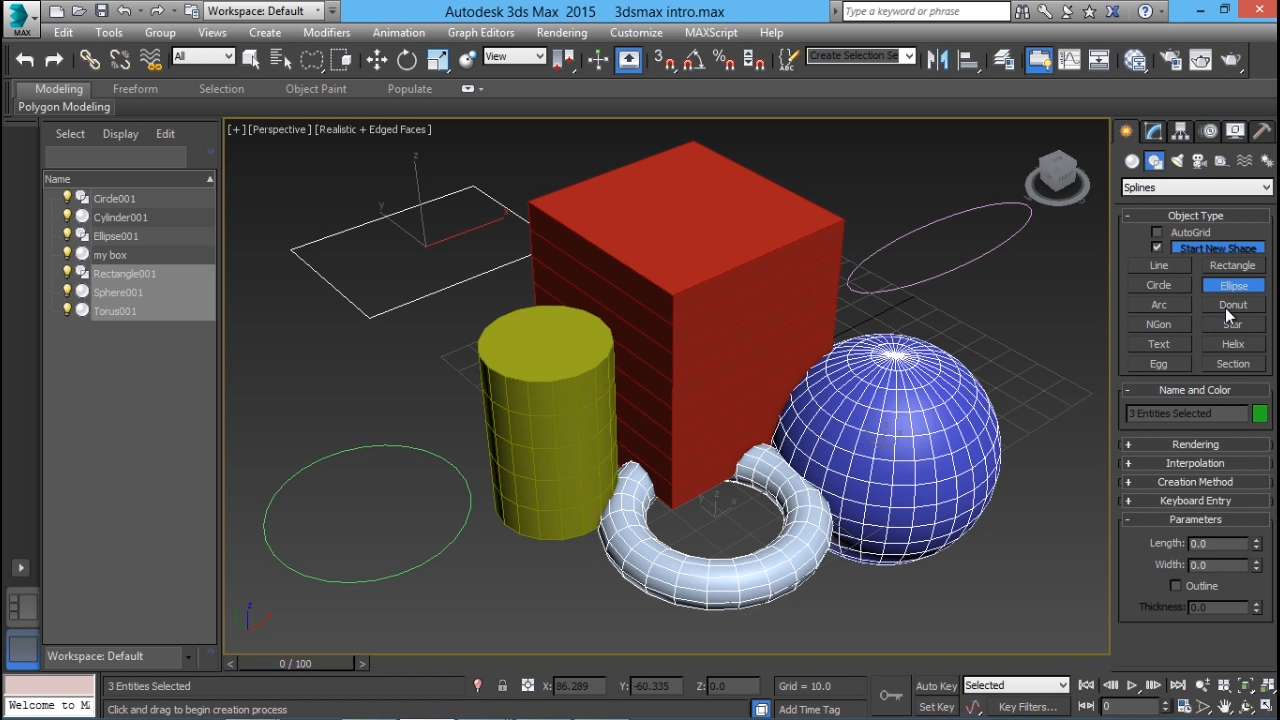 Workspace: Default
Autodesk 3ds Max 2015 3dsmax intro.max
Type a keyword or phrase
MAX
Edit Tools Group Views Create Modifiers Animation Graph Editors Rendering Customize MAXScript Help
All View Create Selection Se
Modeling Freeform Selection Object Paint Populate
Polygon Modeling
Select Display Edit
Name
Circle001
Cylinder001
Ellipse001
my box
Rectangle001
Sphere001
Torus001
Workspace: Default
[+] [Perspective] [Realistic + Edged Faces]
z
y
x
Splines
- Object Type
AutoGrid
Start New Shape
Line Rectangle
Circle Ellipse
Arc Donut
NGon Star
Text Helix
Egg Section
- Name and Color
3 Entities Selected
+ Rendering
+ Interpolation
+ Creation Method
+ Keyboard Entry
- Parameters
Length: 0.0
Width: 0.0
Outline
Thickness: 0.0
< 0 / 100 >
3 Entities Selected X: 86.289 Y: -60.335 Z: 0.0 Grid = 10.0 Auto Key Selected
Welcome to M Click and drag to begin creation process Add Time Tag Set Key Key Filters... 0